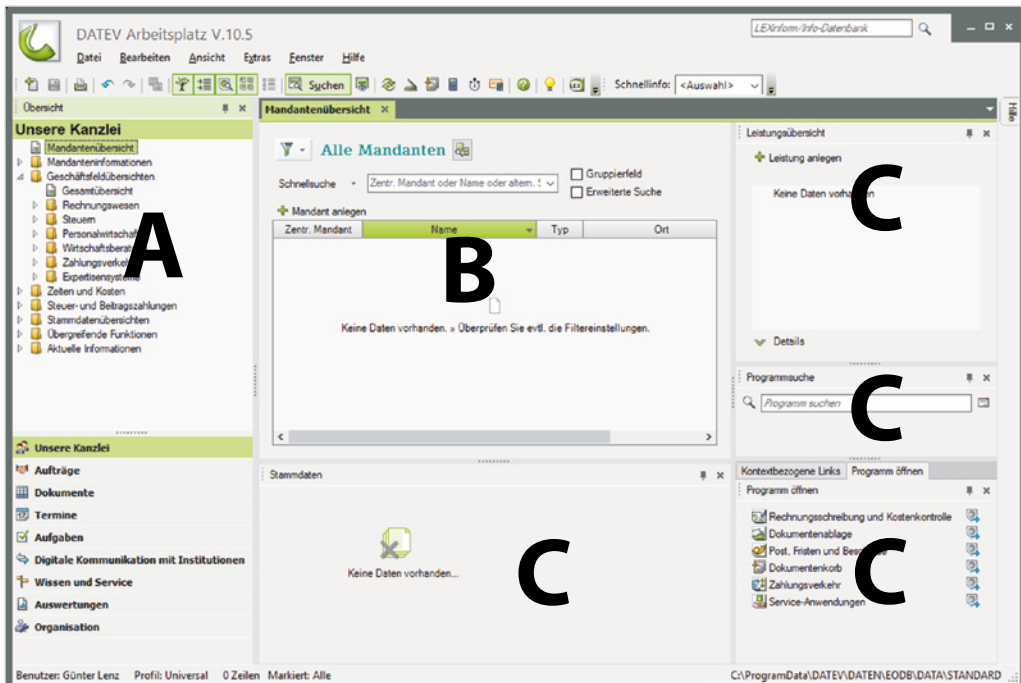 DATEV Arbeitsplatz V.10.5
LEXinform/Info-Datenbank
Datei Bearbeiten Ansicht Extras Fenster Hilfe
Suchen Schnellinfo: <Auswahl>
Übersicht
Unsere Kanzlei
Mandantenübersicht
Mandanteninformationen
Geschäftsfeldübersichten
Gesamtübersicht
Rechnungswesen
Steuern
Zahlungsverkeh
Expertisensysteme
Zeiten und Kosten
Steuer- und Beitragszahlungen
Stammdatenübersichten
Übergreifende Funktionen
Aktuelle Informationen
A
Unsere Kanzlei
Aufträge
Dokumente
Termine
Aufgaben
Digitale Kommunikation mit Institutionen
Wissen und Service
Auswertungen
Organisation
Mandantenübersicht
Alle Mandanten
Schnellsuche Zentr. Mandant oder Name oder altern. S
Gruppierfeld
Erweiterte Suche
Mandant anlegen
Zentr. Mandant Name Typ Ort
B
Keine Daten vorhanden. » Überprüfen Sie evtl. die Filtereinstellungen.
Stammdaten
Keine Daten vorhanden...
C
Hilfe
Leistungsübersicht
Leistung anlegen
Keine Daten vorhanden
C
Details
Programmsuche
Programm suchen
C
Kontextbezogene Links Programm öffnen
Programm öffnen
Rechnungsschreibung und Kostenkontrolle
Dokumentenablage
Post, Fristen und
Dokumentenkorb
Zahlungsverkehr
Service-Anwendungen
C
Benutzer: Günter Lenz Profil: Universal 0 Zeilen Markiert: Alle C:\ProgramData\DATEV\DATEN\EODB\DATA\STANDARD